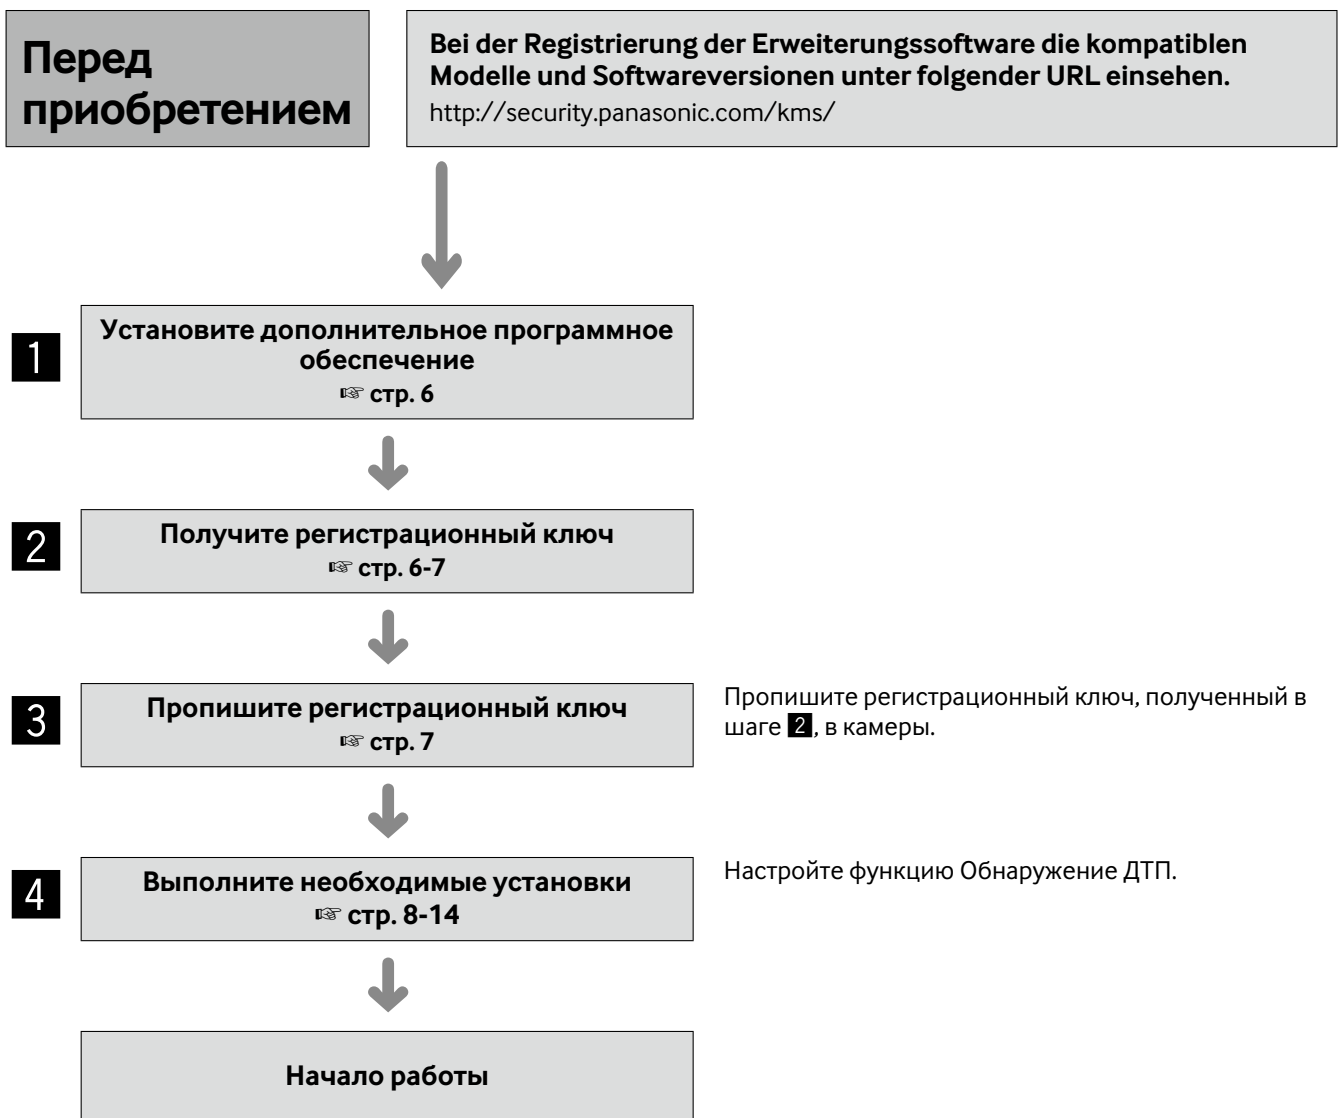 Перед
приобретением
Bei der Registrierung der Erweiterungssoftware die kompatiblen
Modelle und Softwareversionen unter folgender URL einsehen.
http://security.panasonic.com/kms/
1
Установите дополнительное программное
обеспечение
☞ стр. 6
2
Получите регистрационный ключ
☞ стр. 6-7
3
Пропишите регистрационный ключ
☞ стр. 7
Пропишите регистрационный ключ, полученный в
шаге 2, в камеры.
4
Выполните необходимые установки
☞ стр. 8-14
Настройте функцию Обнаружение ДТП.
Начало работы